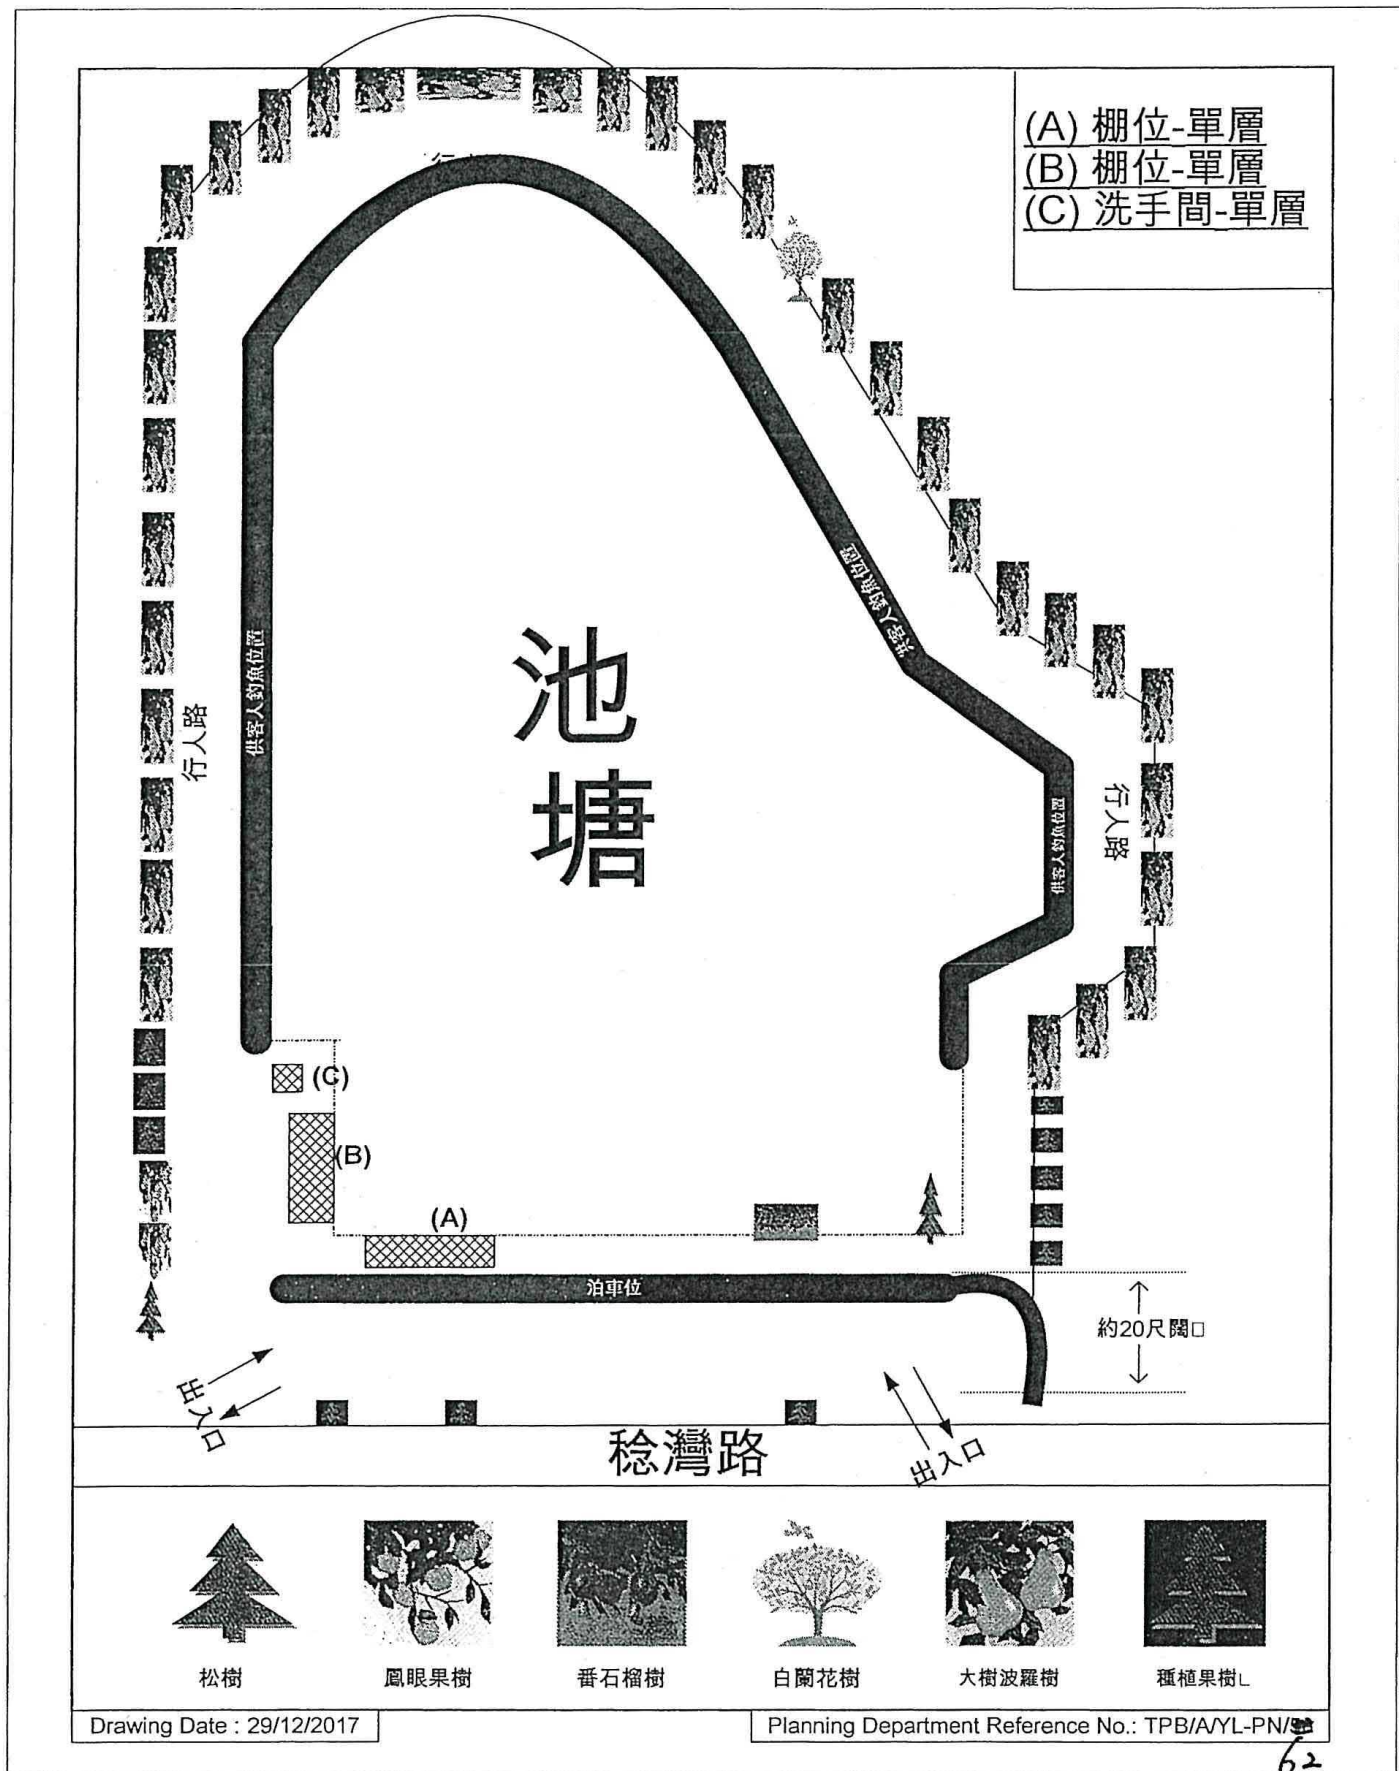 (A) 棚位-單層
(B) 棚位-單層
(C) 洗手間-單層
供客人釣魚位置
供客人釣魚位置
池
塘
行人路
供客人釣魚位置
行人路
(C)
(B)
(A)
泊車位
約20尺闊
出入口
出入口
稔灣路
松樹
鳳眼果樹
番石榴樹
白蘭花樹
大樹波羅樹
種植果樹
Drawing Date : 29/12/2017
Planning Department Reference No.: TPB/A/YL-PN/
62